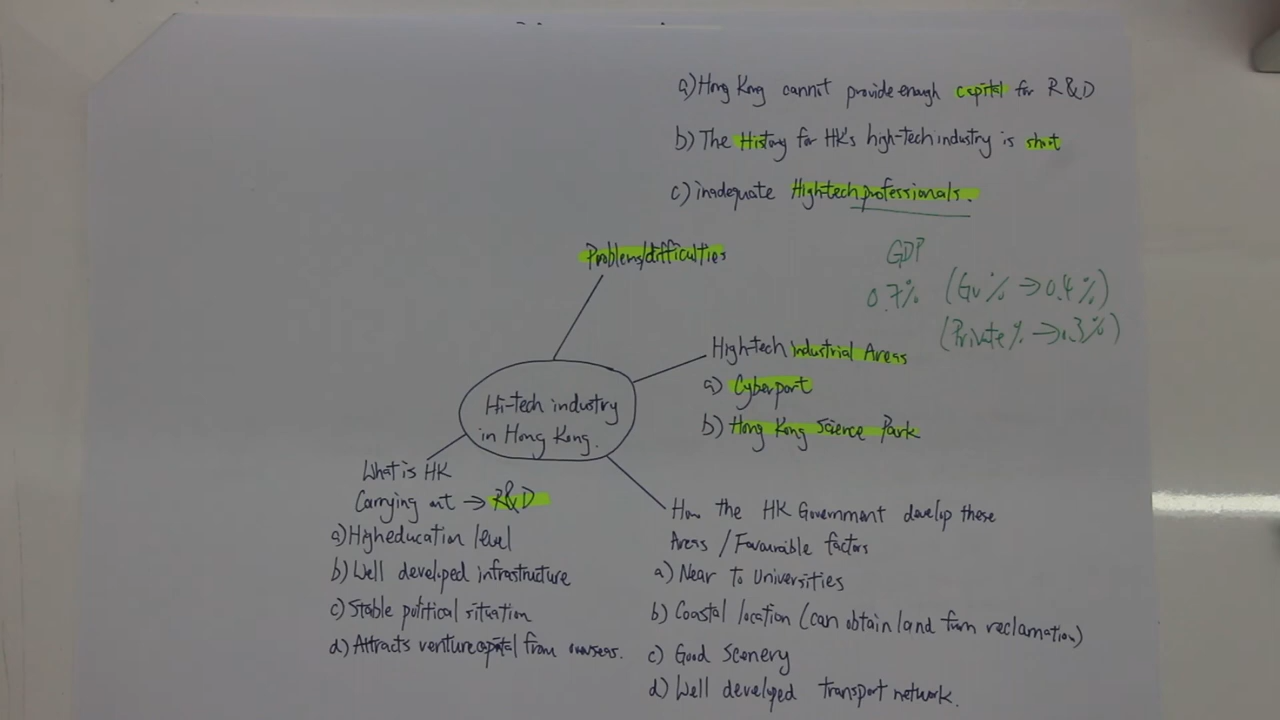 a) Hong Kong cannot provide enough capital for R&D
b) The History for HK's high-tech industry is short
c) inadequate High-tech professionals.
Problems/difficulties
GDP
0.7% (Gv % → 0.4%)
(Private % → 0.3%)
High-tech Industrial Areas
a) Cyberport
b) Hong Kong Science Park
Hi-tech industry
in Hong Kong.
What is HK
Carrying out → R&D
a) High education level
b) Well developed infrastructure
c) Stable political situation
d) Attracts venture capital from overseas.
How the HK Government develop these
Areas / Favourable factors
a) Near to Universities
b) Coastal location (can obtain land from reclamation)
c) Good Scenery
d) Well developed transport network.